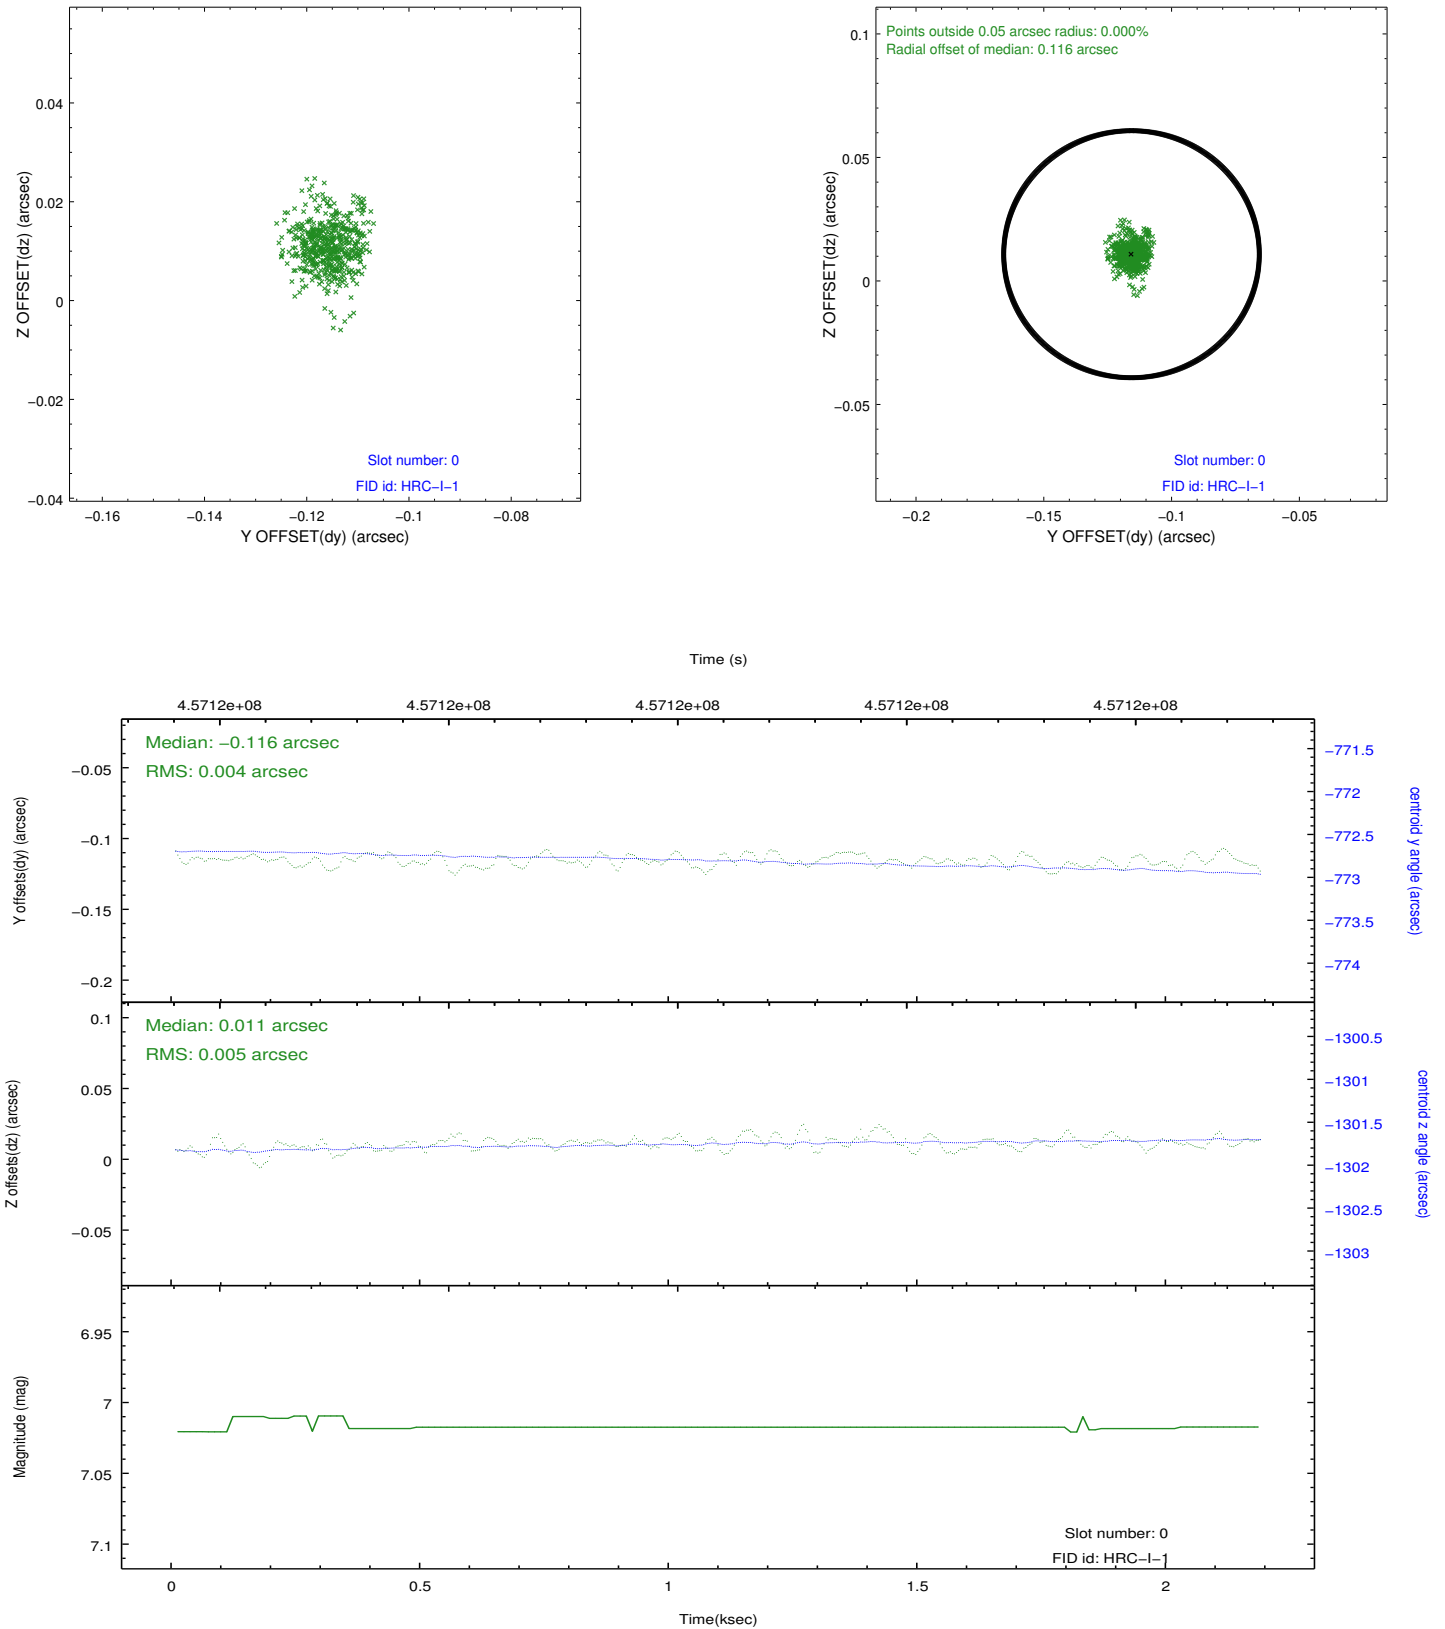 0.04
0.02
0
−0.02
−0.04
Z OFFSET(dz) (arcsec)
Slot number: 0
FID id: HRC−I−1
−0.16 −0.14 −0.12 −0.1 −0.08
Y OFFSET(dy) (arcsec)
Points outside 0.05 arcsec radius: 0.000%
Radial offset of median: 0.116 arcsec
0.1
0.05
0
−0.05
Z OFFSET(dz) (arcsec)
Slot number: 0
FID id: HRC−I−1
−0.2 −0.15 −0.1 −0.05
Y OFFSET(dy) (arcsec)
Time (s)
4.5712e+08 4.5712e+08 4.5712e+08 4.5712e+08 4.5712e+08
Median: −0.116 arcsec
RMS: 0.004 arcsec
−0.05
−0.1
−0.15
−0.2
Y offsets(dy) (arcsec)
−771.5
−772
−772.5
−773
−773.5
−774
centroid y angle (arcsec)
Median: 0.011 arcsec
RMS: 0.005 arcsec
0.1
0.05
0
−0.05
Z offsets(dz) (arcsec)
−1300.5
−1301
−1301.5
−1302
−1302.5
−1303
centroid z angle (arcsec)
6.95
7
7.05
7.1
Magnitude (mag)
Slot number: 0
FID id: HRC−I−1
0 0.5 1 1.5 2
Time(ksec)